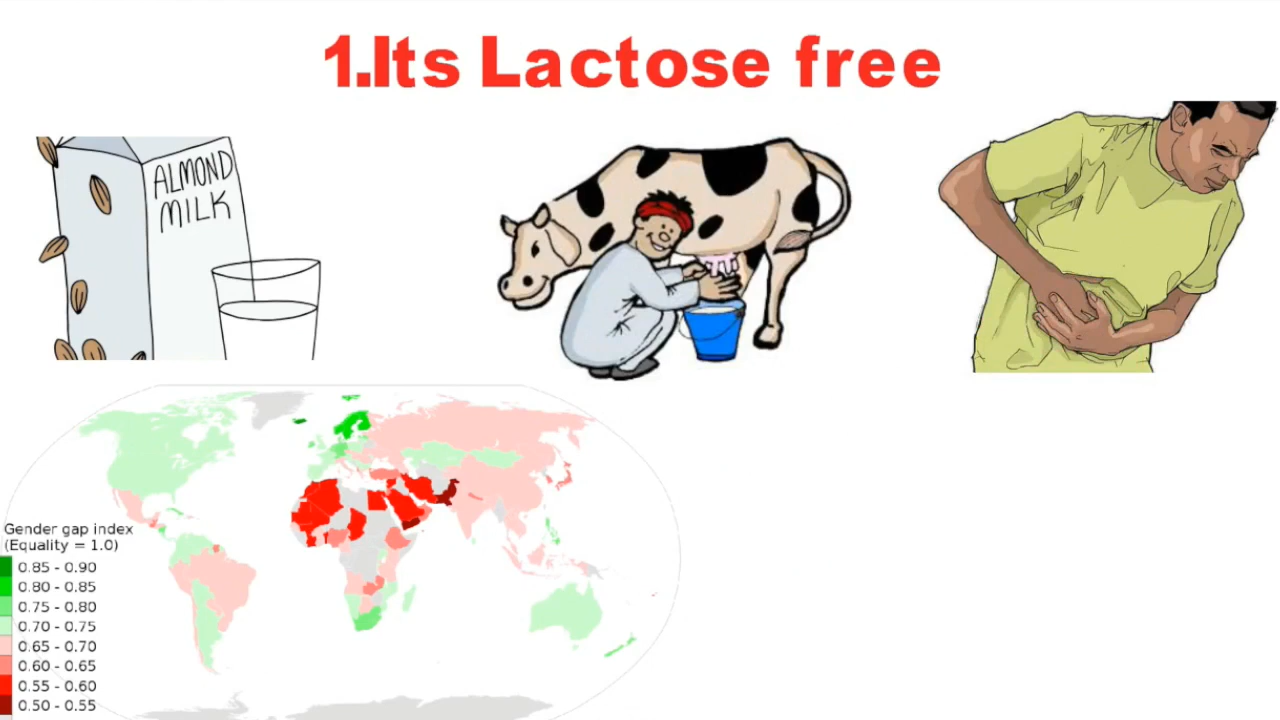 1.Its Lactose free
ALMOND
MILK
Gender gap index
(Equality = 1.0)
0.85 - 0.90
0.80 - 0.85
0.75 - 0.80
0.70 - 0.75
0.65 - 0.70
0.60 - 0.65
0.55 - 0.60
0.50 - 0.55